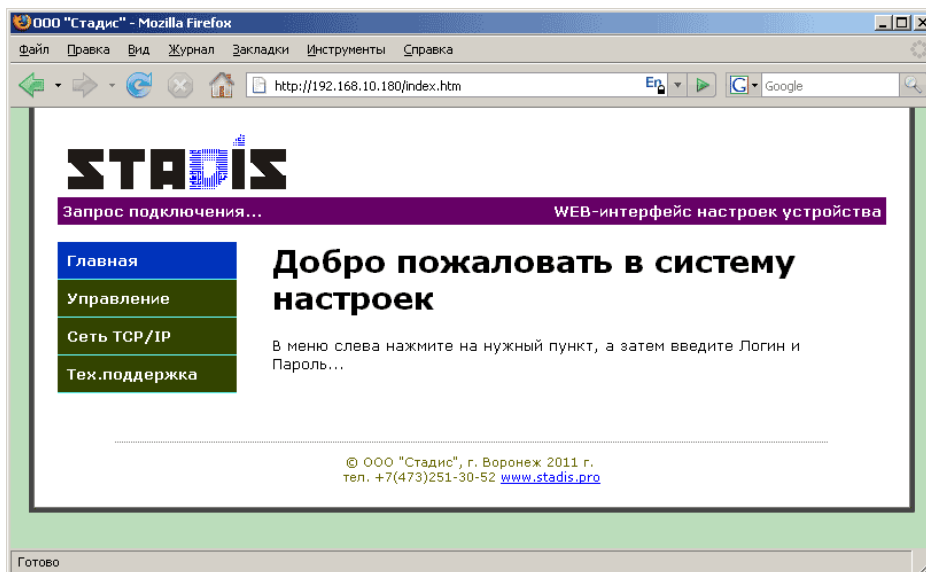 ООО "Стадис" - Mozilla Firefox
Файл Правка Вид Журнал Закладки Инструменты Справка
http://192.168.10.180/index.htm En G Google
STADIS
Запрос подключения... WEB-интерфейс настроек устройства
Главная
Управление
Сеть TCP/IP
Тех.поддержка
Добро пожаловать в систему
настроек
В меню слева нажмите на нужный пункт, а затем введите Логин и
Пароль...
© ООО "Стадис", г. Воронеж 2011 г.
тел. +7(473)251-30-52 www.stadis.pro
Готово